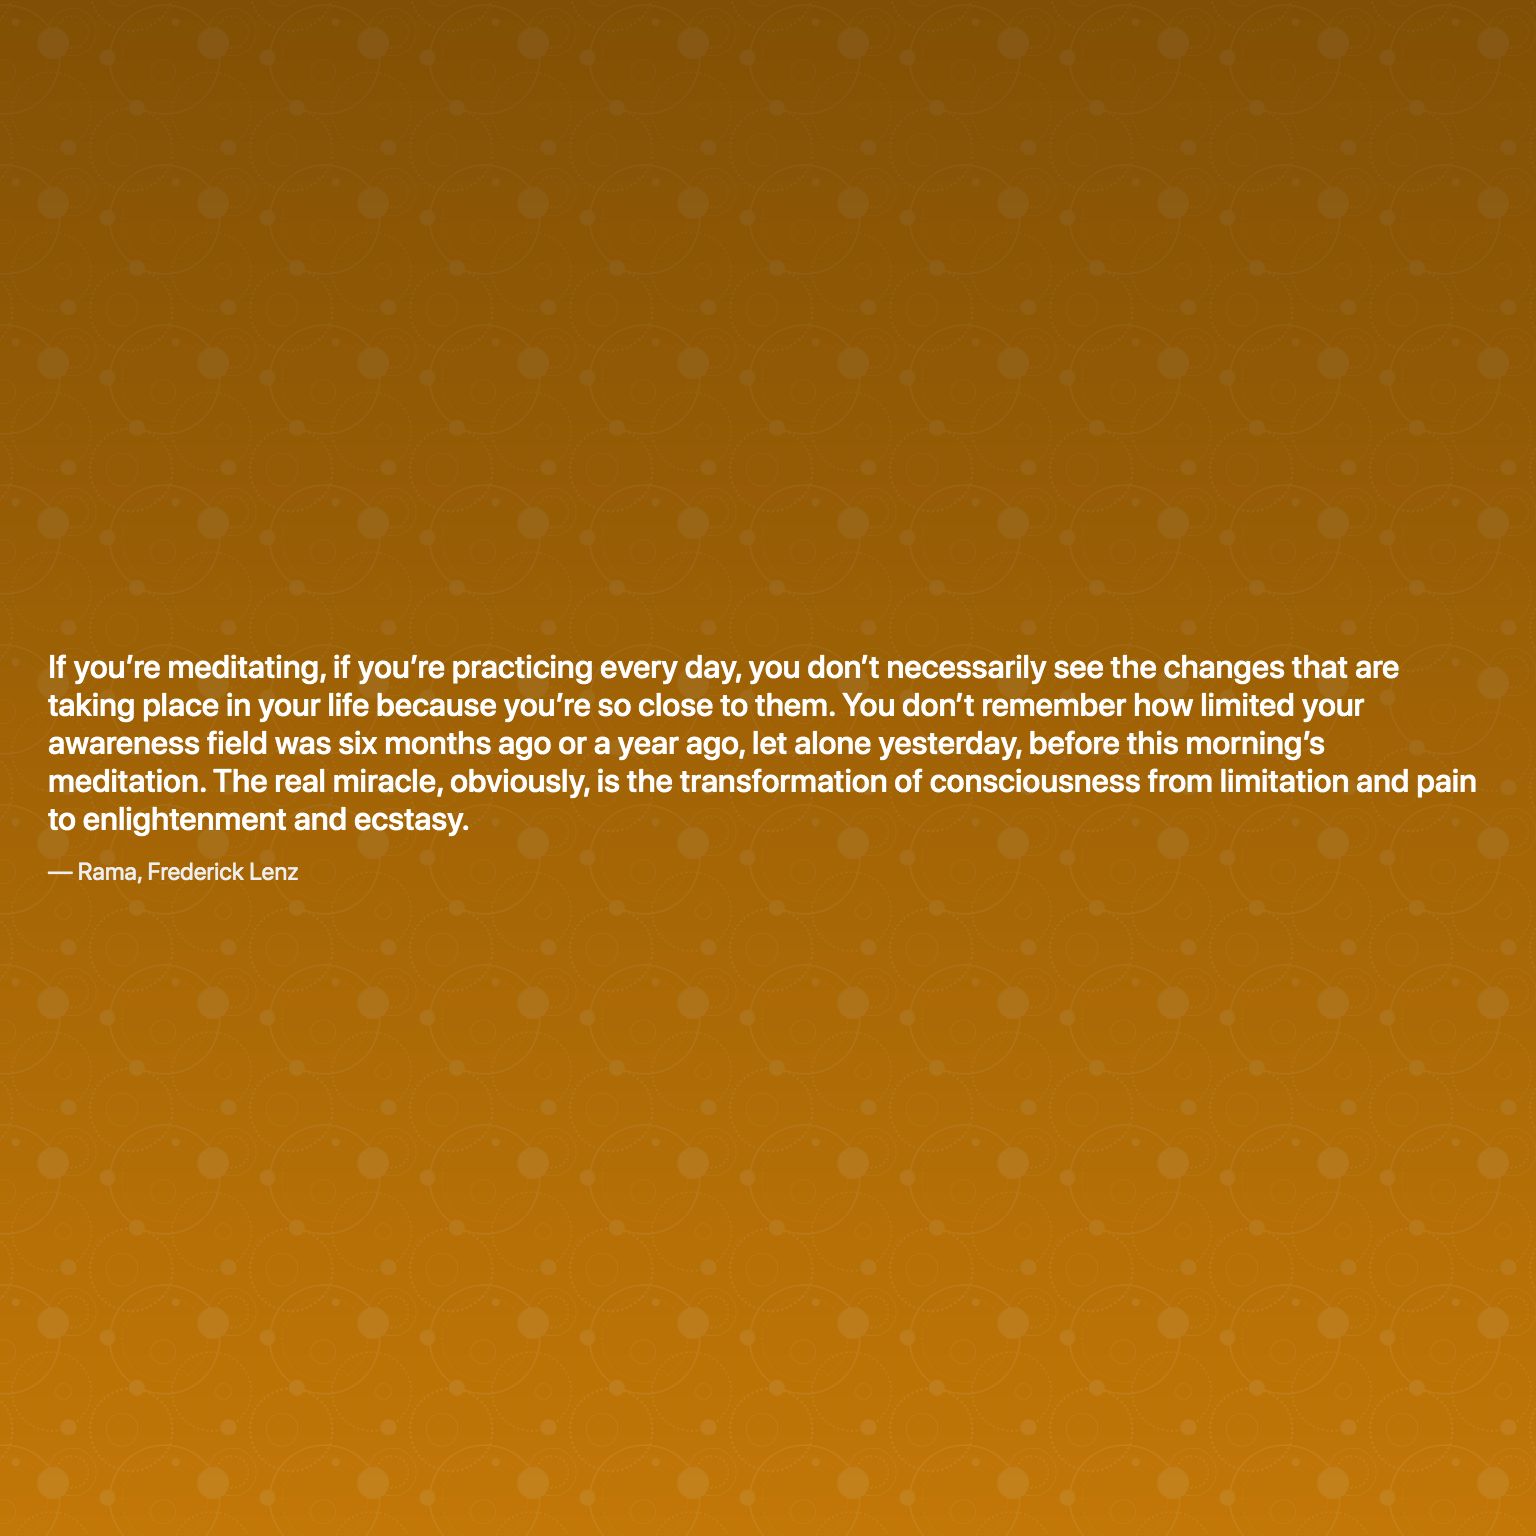 If you’re meditating, if you’re practicing every day, you don’t necessarily see the changes that are
taking place in your life because you’re so close to them. You don’t remember how limited your
awareness field was six months ago or a year ago, let alone yesterday, before this morning’s
meditation. The real miracle, obviously, is the transformation of consciousness from limitation and pain
to enlightenment and ecstasy.
— Rama, Frederick Lenz